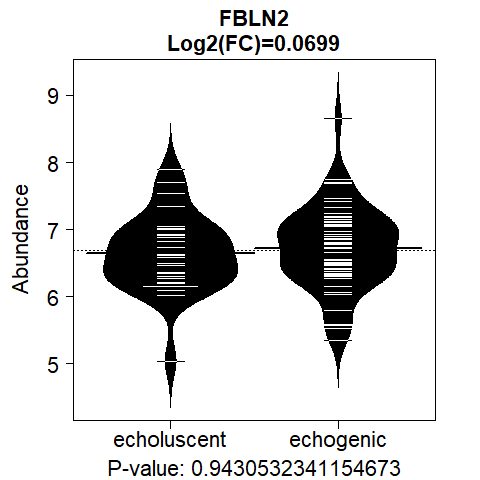 FBLN2
Log2(FC)=0.0699
Abundance
9
8
7
6
5
echoluscent echogenic
P-value: 0.9430532341154673